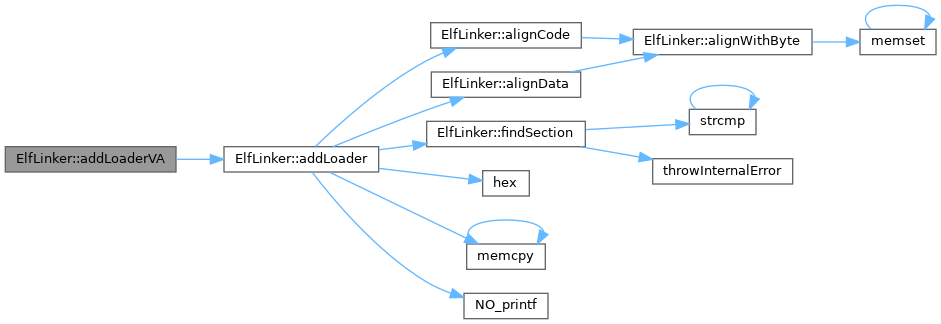 ElfLinker::addLoaderVA
ElfLinker::addLoader
ElfLinker::alignCode
ElfLinker::alignData
ElfLinker::findSection
hex
memcpy
NO_printf
ElfLinker::alignWithByte
memset
strcmp
throwInternalError